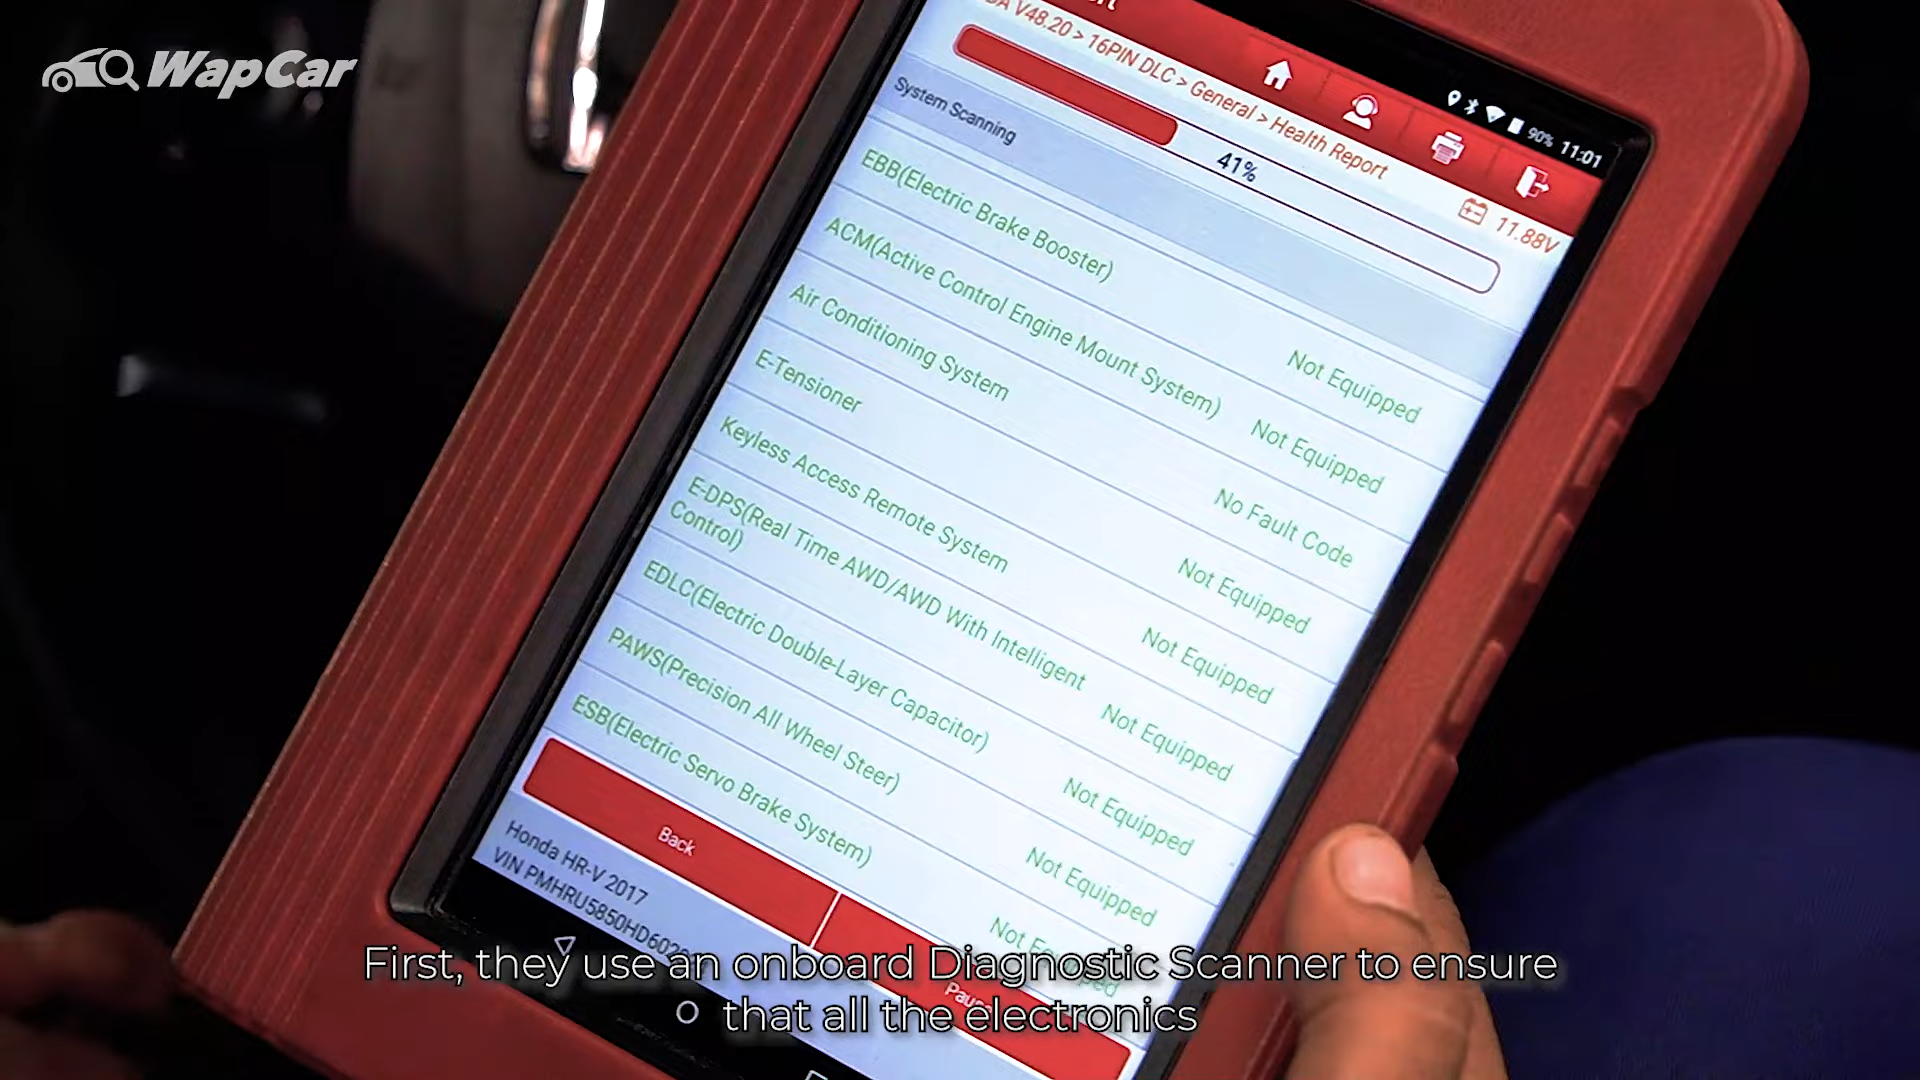 WapCar
90% 11:01
V48.20 > 16PIN DLC > General > Health Report
11.88V
41%
System Scanning
EBB(Electric Brake Booster) Not Equipped
ACM(Active Control Engine Mount System) Not Equipped
Air Conditioning System No Fault Code
E-Tensioner Not Equipped
Keyless Access Remote System Not Equipped
E-DPS(Real Time AWD/AWD With Intelligent
Control) Not Equipped
EDLC(Electric Double-Layer Capacitor) Not Equipped
PAWS(Precision All Wheel Steer) Not Equipped
ESB(Electric Servo Brake System) Not
Back
Honda HR-V 2017
VIN
First, they use an onboard Diagnostic Scanner to ensure
that all the electronics